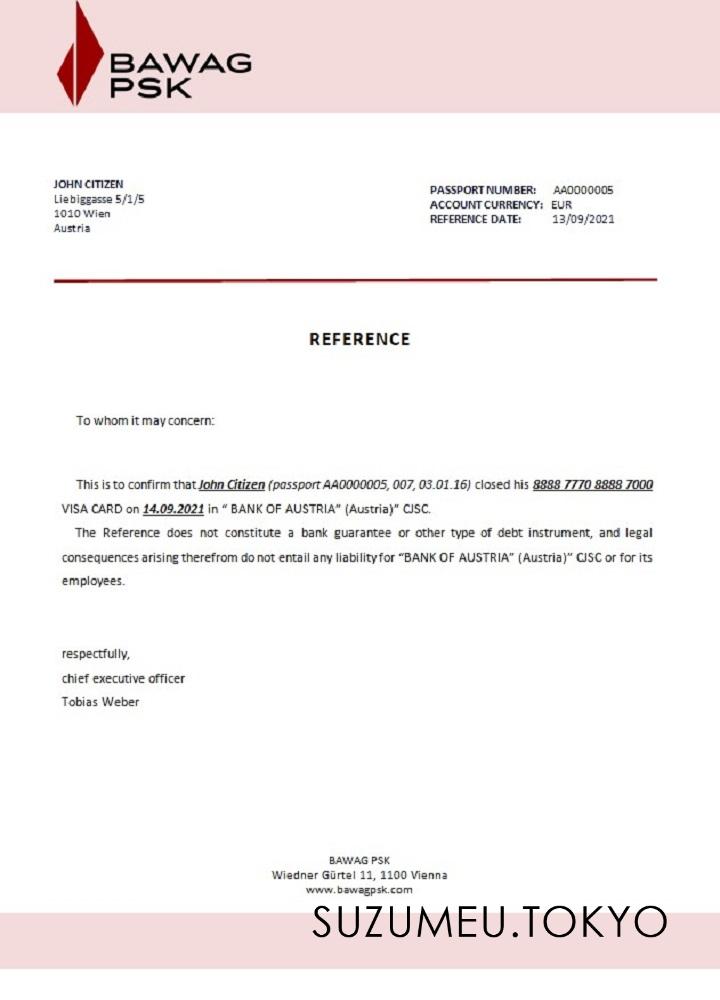 BAWAG
PSK
JOHN CITIZEN
Liebiggasse 5/1/5
1010 Wien
Austria
PASSPORT NUMBER: AA0000005
ACCOUNT CURRENCY: EUR
REFERENCE DATE: 13/09/2021
REFERENCE
To whom it may concern:
This is to confirm that John Citizen (passport AA0000005, 007, 03.01.16) closed his 8888 7770 8888 7000
VISA CARD on 14.09.2021 in “ BANK OF AUSTRIA” (Austria)” CJSC.
The Reference does not constitute a bank guarantee or other type of debt instrument, and legal
consequences arising therefrom do not entail any liability for “BANK OF AUSTRIA” (Austria)” CJSC or for its
employees.
respectfully,
chief executive officer
Tobias Weber
BAWAG PSK
Wiedner Gürtel 11, 1100 Vienna
www.bawagpsk.com
SUZUMEU.TOKYO